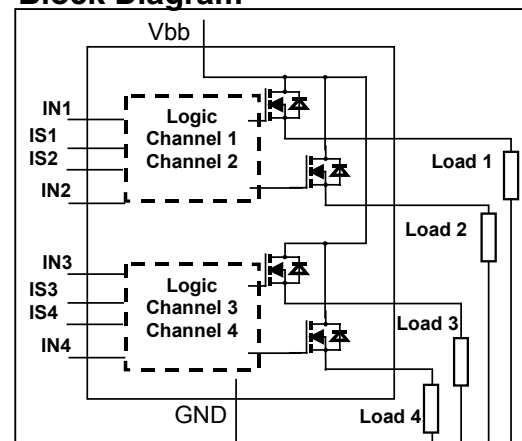 Block Diagram
Vbb
IN1
IS1
IS2
IN2
Logic
Channel 1
Channel 2
Load 1
Load 2
IN3
IS3
IS4
IN4
Logic
Channel 3
Channel 4
Load 3
GND
Load 4